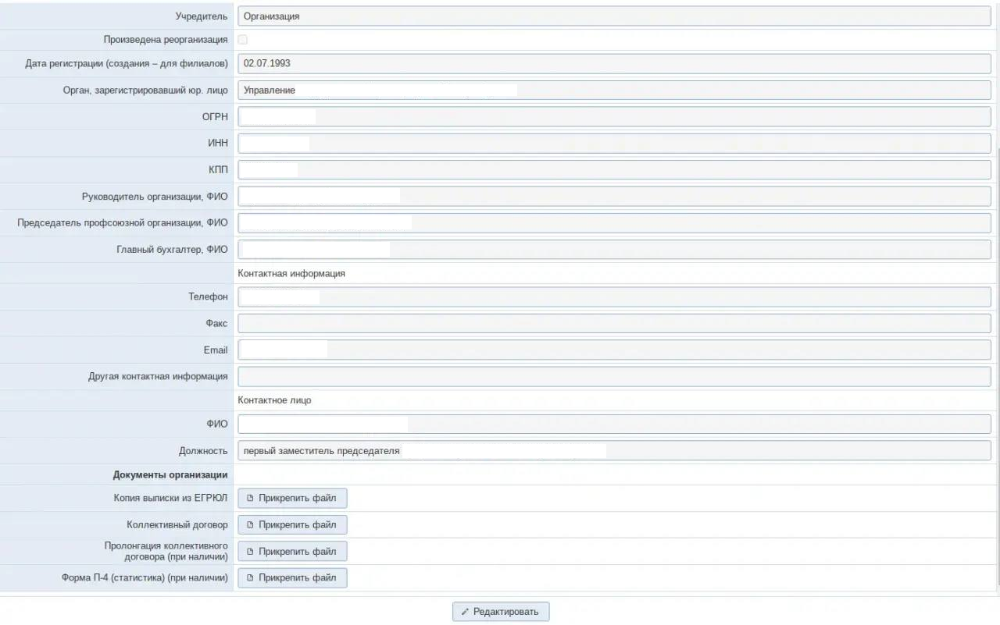 Учредитель Организация
Произведена реорганизация
Дата регистрации (создания – для филиалов) 02.07.1993
Орган, зарегистрировавший юр. лицо Управление
ОГРН
ИНН
КПП
Руководитель организации, ФИО
Председатель профсоюзной организации, ФИО
Главный бухгалтер, ФИО
Контактная информация
Телефон
Факс
Email
Другая контактная информация
Контактное лицо
ФИО
Должность первый заместитель председателя
Документы организации
Копия выписки из ЕГРЮЛ Прикрепить файл
Коллективный договор Прикрепить файл
Пролонгация коллективного
договора (при наличии) Прикрепить файл
Форма П-4 (статистика) (при наличии) Прикрепить файл
Редактировать